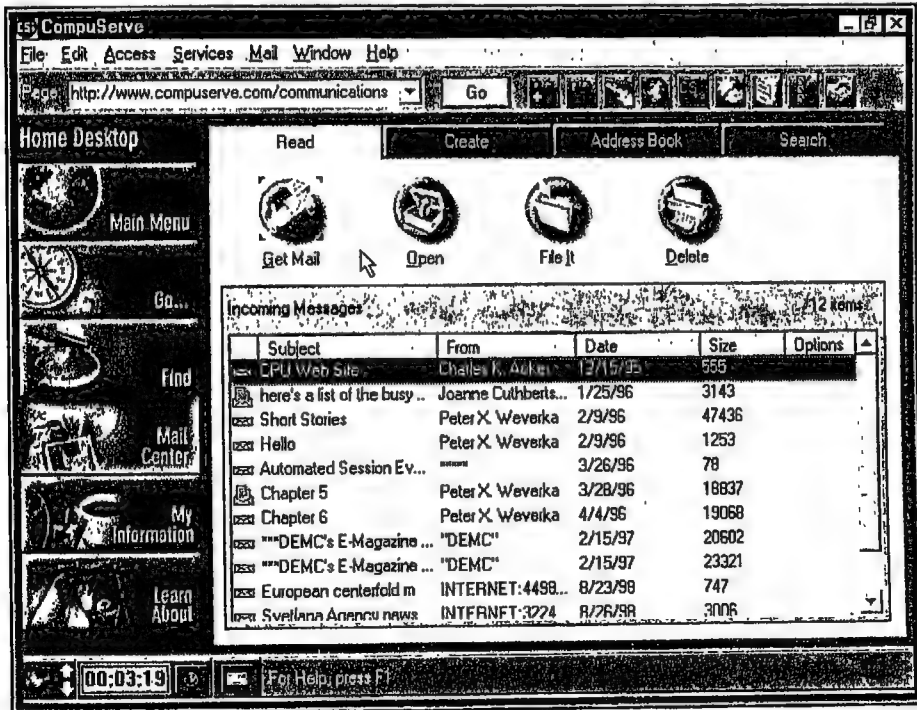 CompuServe
File Edit Access Services Mail Window Help
Page: http://www.compuserve.com/communications Go
Home Desktop
Read Create Address Book Search
Main Menu
Get Mail Open File It Delete
Go...
Incoming Messages 12 items
Subject From Date Size Options
CPU Web Site 12/15/95
Find
here's a list of the busy .. Joanne Cuthberts... 1/25/96 3143
Short Stories Peter X. Weverka 2/9/96 47436
Hello Peter X. Weverka 2/9/96 1253
Mail Center
Automated Session Ev... 3/26/96 78
Chapter 5 Peter X. Weverka 3/28/96 18837
Chapter 6 Peter X. Weverka 4/4/96 19068
My Information
***DEMC's E-Magazine ... "DEMC" 2/15/97 20602
***DEMC's E-Magazine ... "DEMC" 2/15/97 23321
European centerfold m INTERNET:4498... 8/23/98 747
Learn About
Svetlana Agency news INTERNET:3224 8/26/98 3006
00:03:19 For Help, press F1